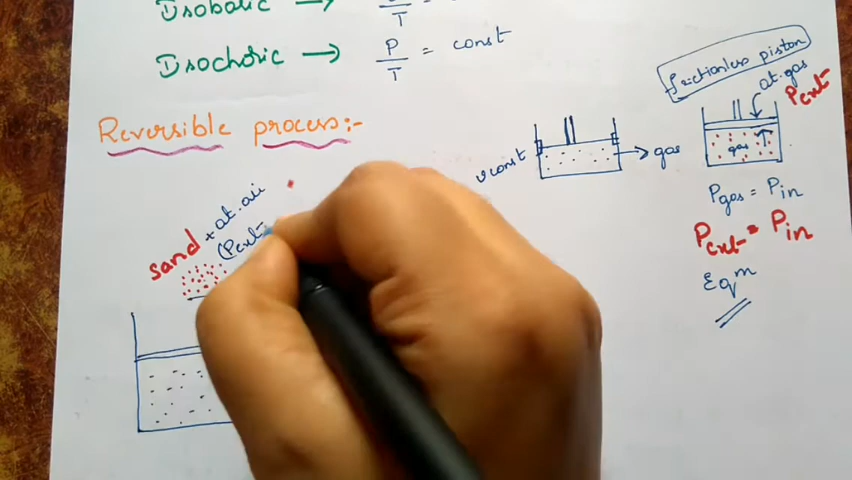 Isobaric →
T
Isochoric → P/T = const
Reversible process:-
sand + at. air
(Pext-
v const
gas
frictionless piston
at. gas
Pext-
gas
Pgas = Pin
Pext- = Pin
Eqm